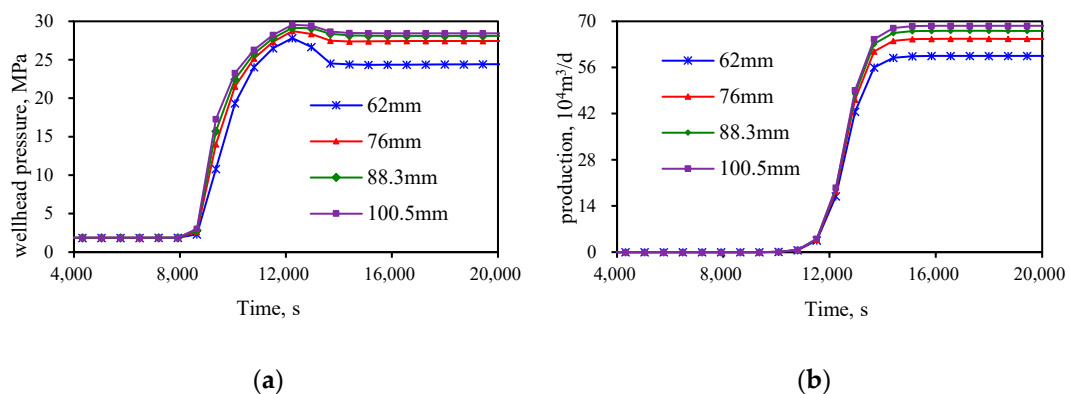 wellhead pressure, MPa
30
25
20
15
10
5
0
4,000 8,000 12,000 16,000 20,000
Time, s
62mm
76mm
88.3mm
100.5mm
(a)
production, 10⁴m³/d
70
56
42
28
14
0
4,000 8,000 12,000 16,000 20,000
Time, s
62mm
76mm
88.3mm
100.5mm
(b)